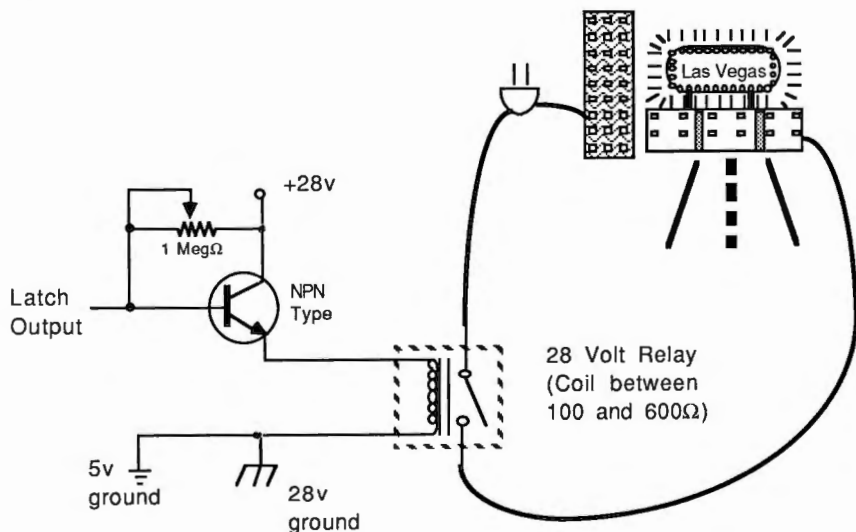 Las Vegas
+28v
1 MegΩ
NPN
Type
Latch
Output
28 Volt Relay
(Coil between
100 and 600Ω)
5v
ground
28v
ground